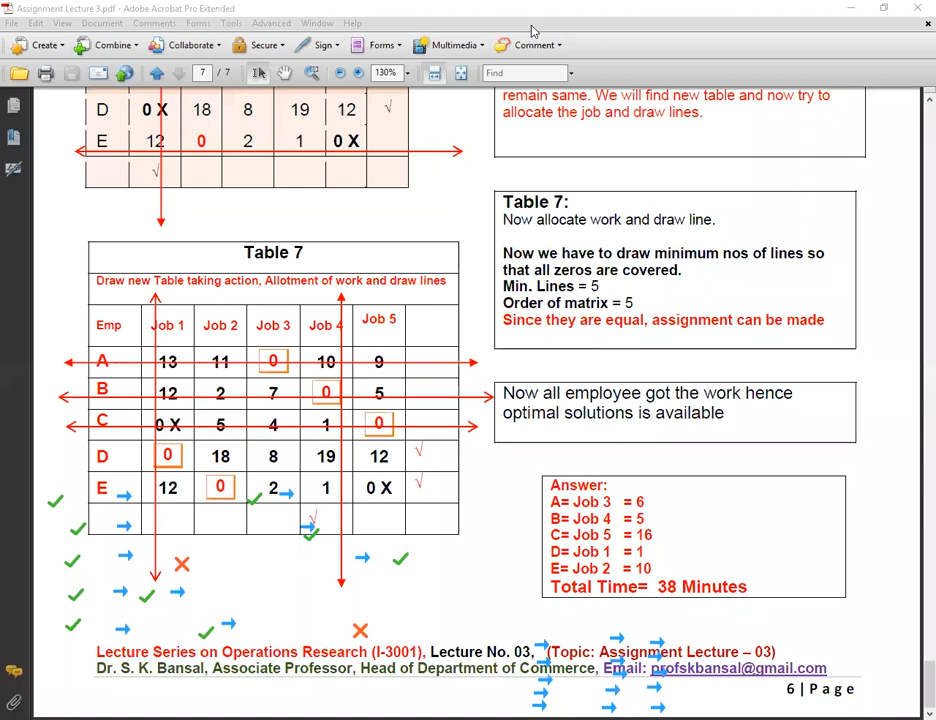 Assignment Lecture 3.pdf - Adobe Acrobat Pro Extended
File Edit View Document Comments Forms Tools Advanced Window Help
Create Combine Collaborate Secure Sign Forms Multimedia Comment
7 / 7 130% Find
D 0 X 18 8 19 12 √
E 12 0 2 1 0 X
√
remain same. We will find new table and now try to
allocate the job and draw lines.
Table 7
Draw new Table taking action, Allotment of work and draw lines
Emp Job 1 Job 2 Job 3 Job 4 Job 5
A 13 11 0 10 9
B 12 2 7 0 5
C 0 X 5 4 1 0
D 0 18 8 19 12 √
E 12 0 2 1 0 X √
√
Table 7:
Now allocate work and draw line.
Now we have to draw minimum nos of lines so
that all zeros are covered.
Min. Lines = 5
Order of matrix = 5
Since they are equal, assignment can be made
Now all employee got the work hence
optimal solutions is available
Answer:
A= Job 3 = 6
B= Job 4 = 5
C= Job 5 = 16
D= Job 1 = 1
E= Job 2 = 10
Total Time= 38 Minutes
Lecture Series on Operations Research (I-3001), Lecture No. 03, (Topic: Assignment Lecture – 03)
Dr. S. K. Bansal, Associate Professor, Head of Department of Commerce, Email: profskbansal@gmail.com
6 | P a g e